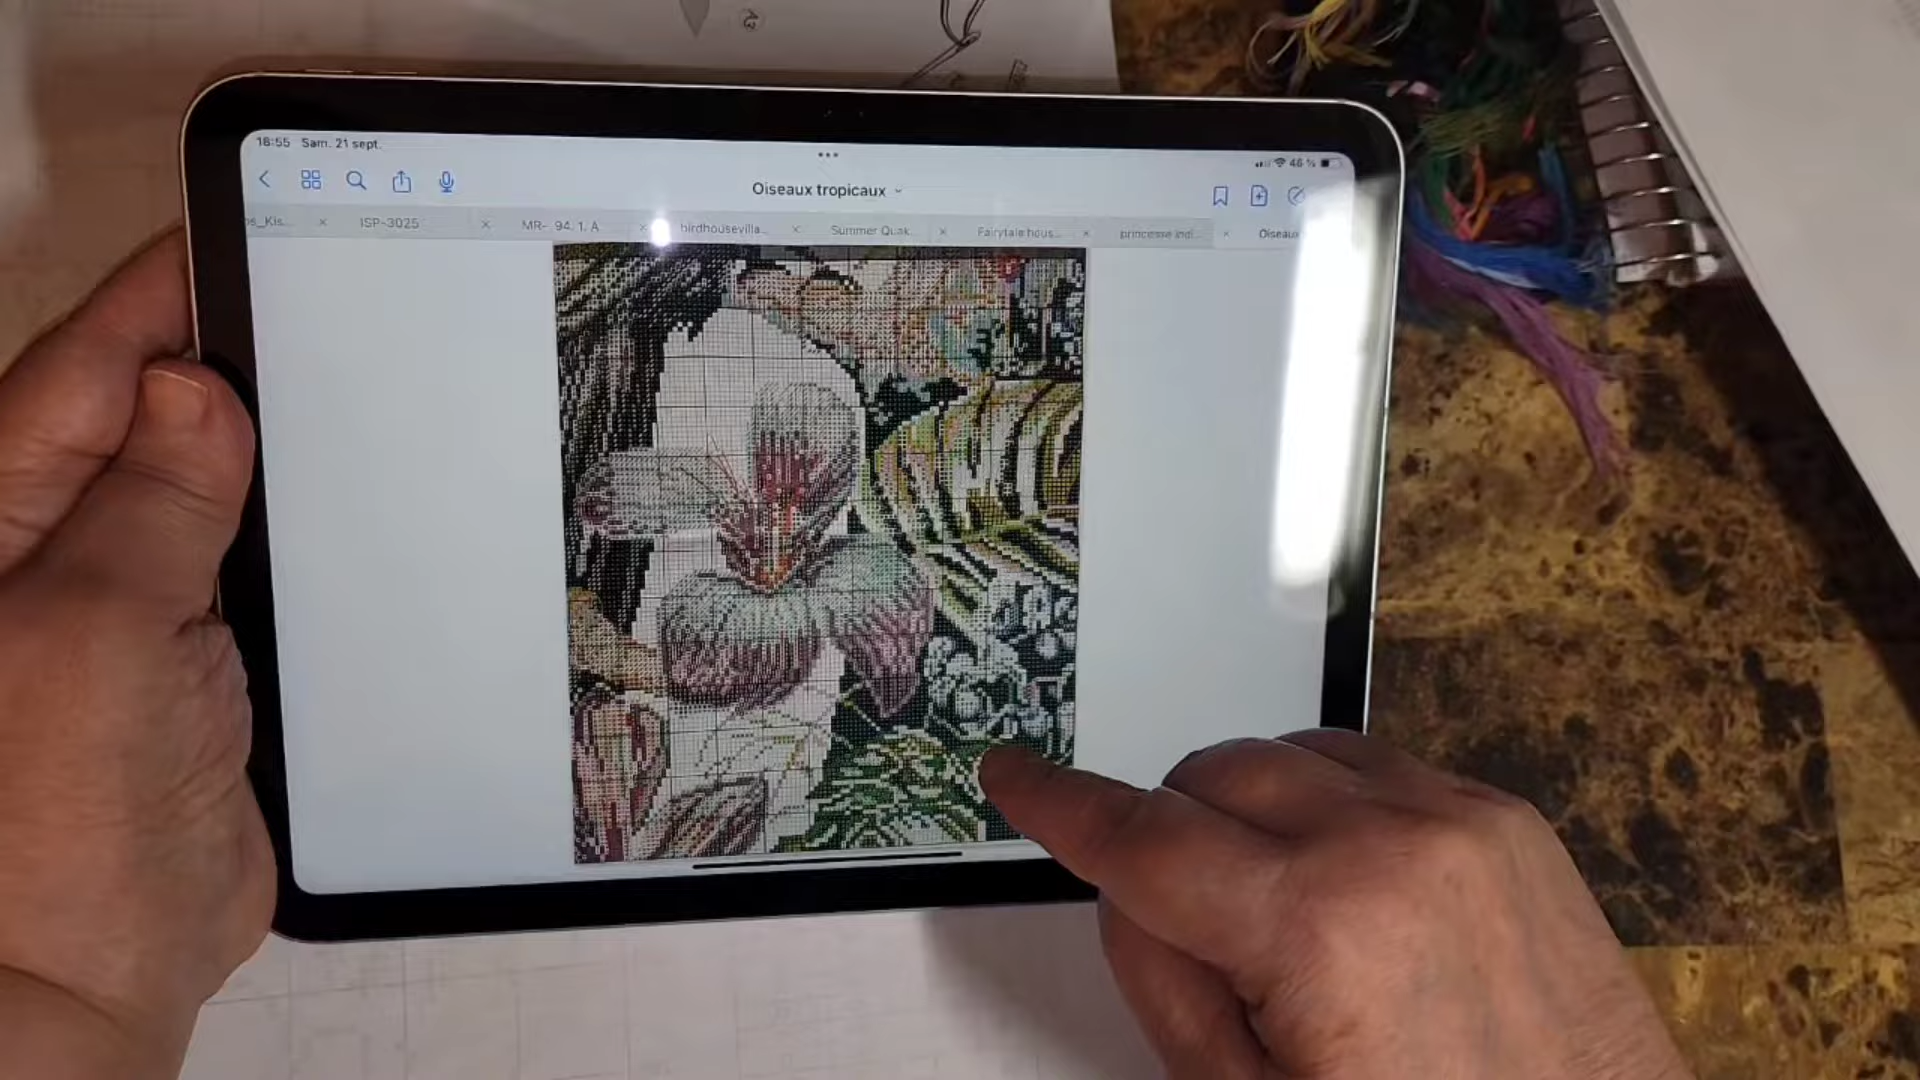 18:55 Sam. 21 sept.
46 %
Oiseaux tropicaux
ISP-3025
MR- 94. 1. A
birdhousevilla...
Summer Quak...
Fairytale hous...
princesse indi...
Oiseaux